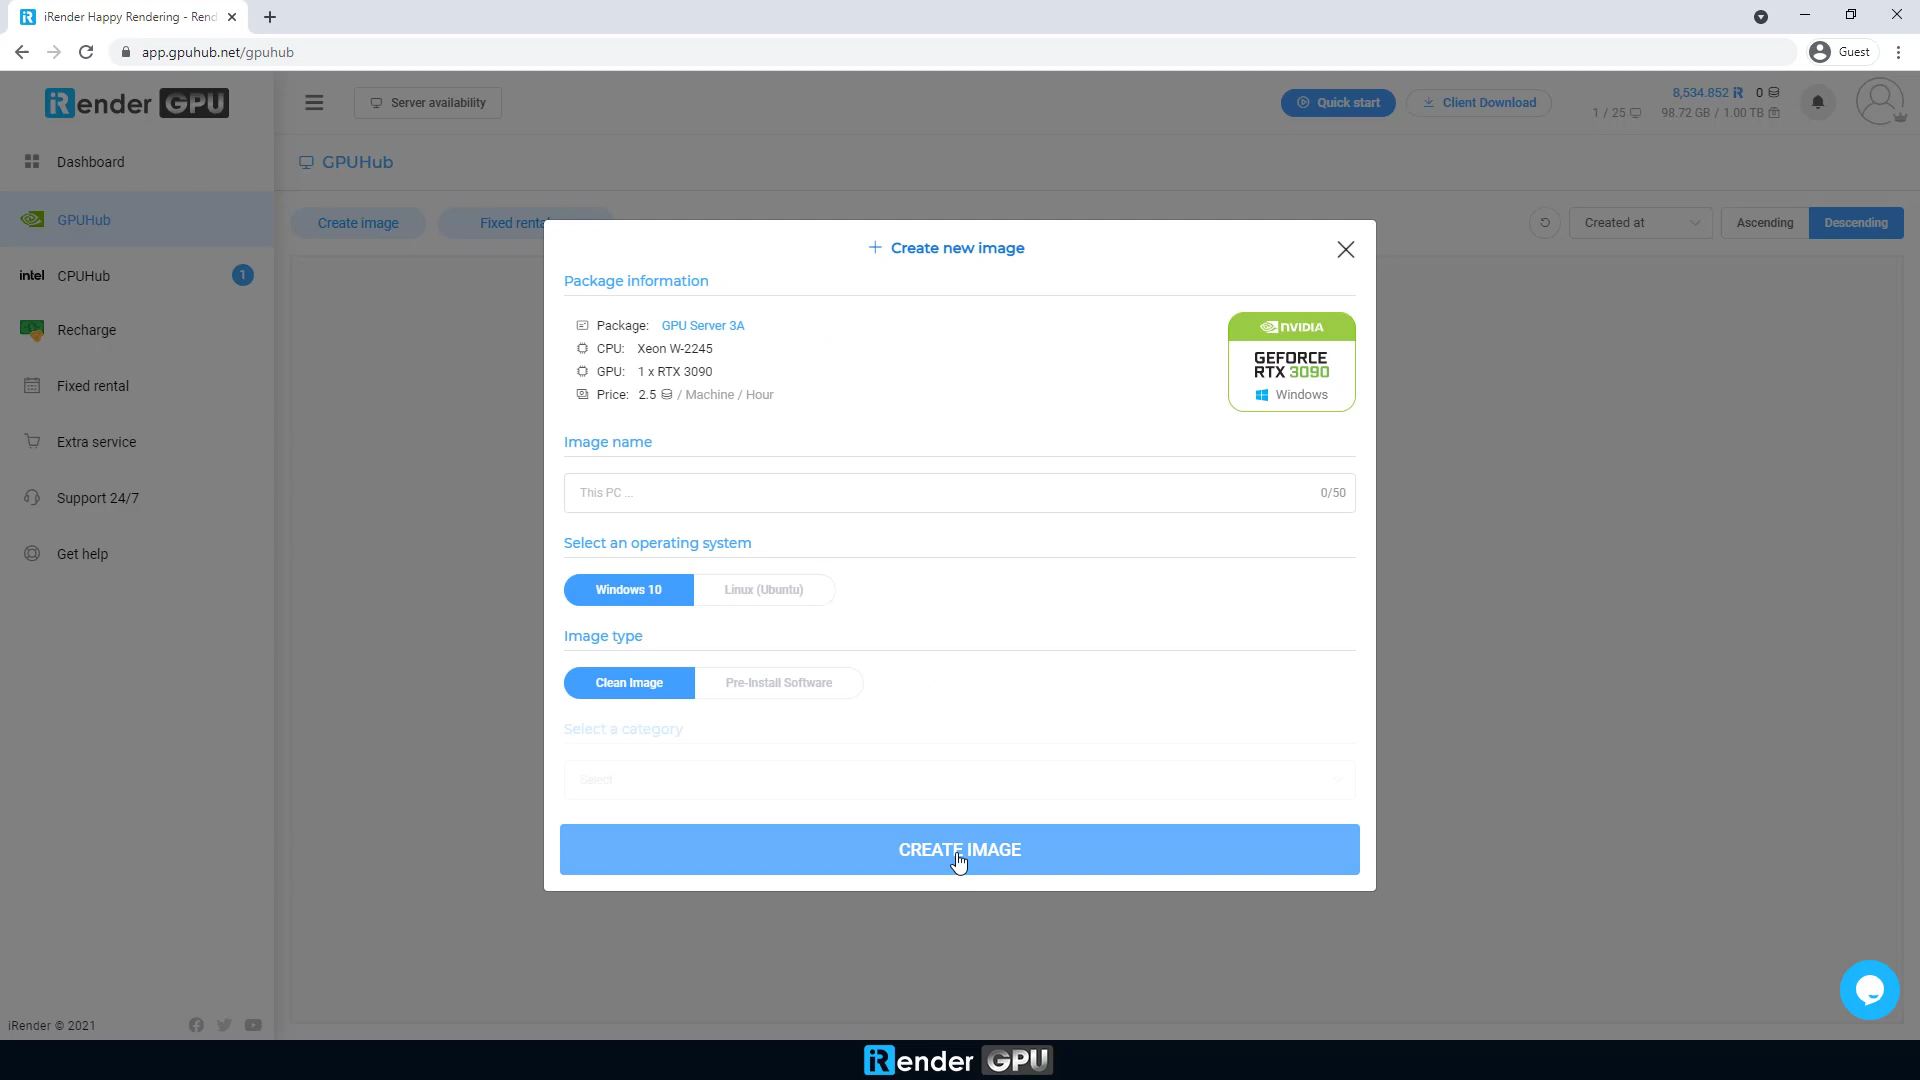 iRender Happy Rendering - Rend
app.gpuhub.net/gpuhub
Guest
iRender GPU
Server availability
Quick start
Client Download
8,534.852
0
1 / 25
98.72 GB / 1.00 TB
Dashboard
GPUHub
GPUHub
Create image
Fixed renta
Created at
Ascending
Descending
intel CPUHub 1
Recharge
Fixed rental
Extra service
Support 24/7
Get help
Create new image
Package information
Package: GPU Server 3A
CPU: Xeon W-2245
GPU: 1 x RTX 3090
Price: 2.5 / Machine / Hour
NVIDIA
GEFORCE
RTX 3090
Windows
Image name
This PC ...
0/50
Select an operating system
Windows 10
Linux (Ubuntu)
Image type
Clean Image
Pre-Install Software
Select a category
Select
CREATE IMAGE
iRender © 2021
iRender GPU